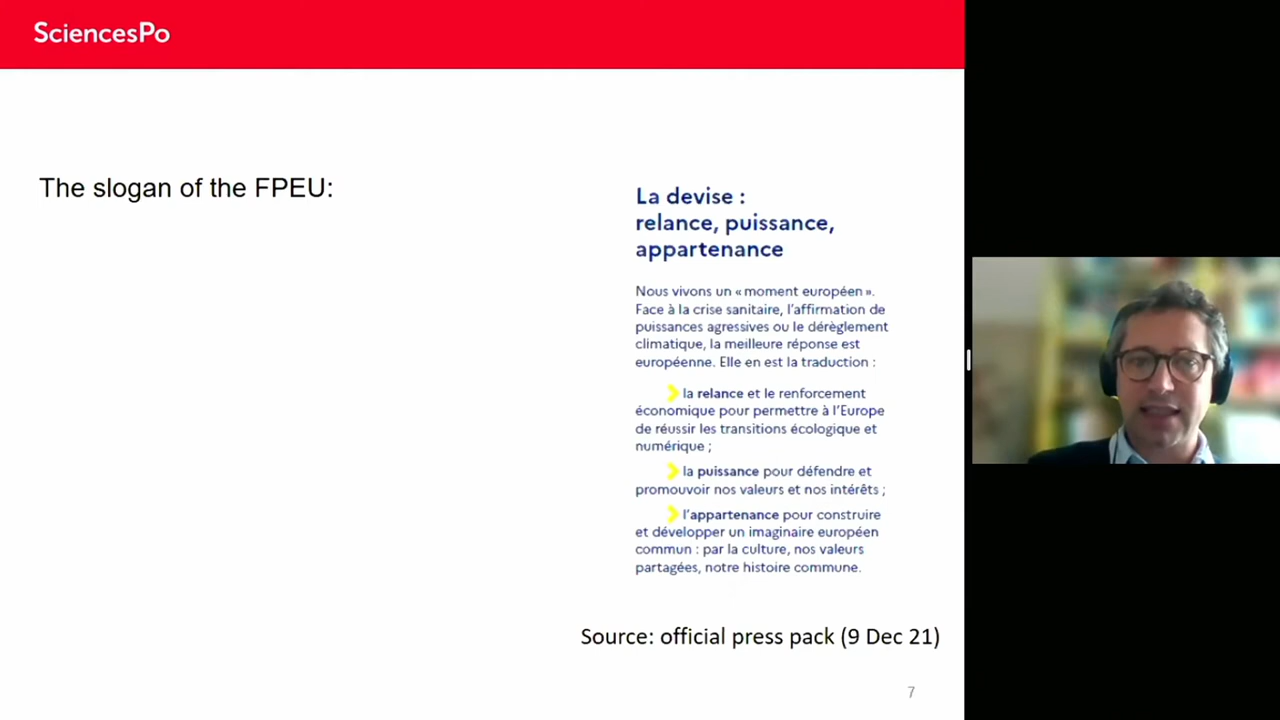 SciencesPo
The slogan of the FPEU:
La devise :
relance, puissance,
appartenance
Nous vivons un « moment européen ».
Face à la crise sanitaire, l'affirmation de
puissances agressives ou le dérèglement
climatique, la meilleure réponse est
européenne. Elle en est la traduction :
la relance et le renforcement
économique pour permettre à l'Europe
de réussir les transitions écologique et
numérique ;
la puissance pour défendre et
promouvoir nos valeurs et nos intérêts ;
l'appartenance pour construire
et développer un imaginaire européen
commun : par la culture, nos valeurs
partagées, notre histoire commune.
Source: official press pack (9 Dec 21)
7